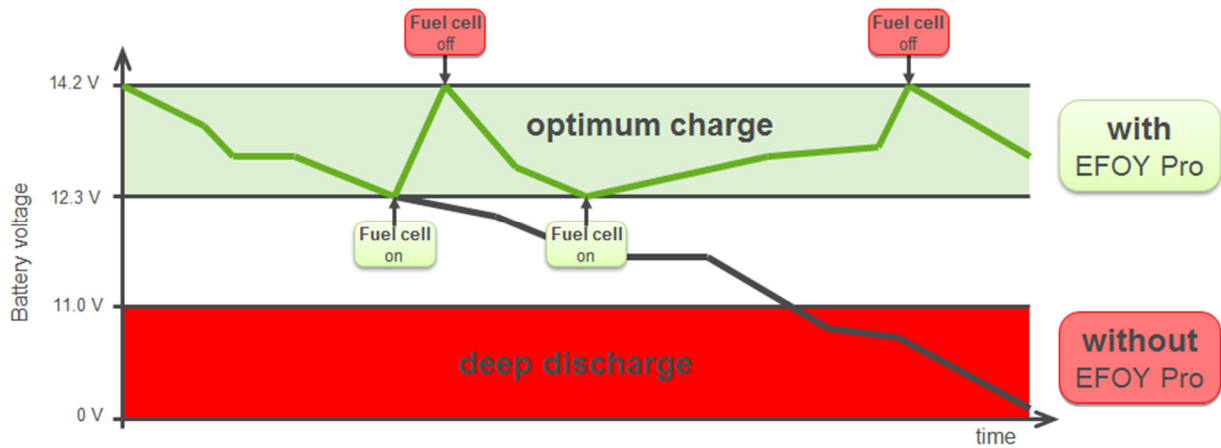 Fuel cell
off
Fuel cell
off
14.2 V
optimum charge
with
EFOY Pro
12.3 V
Fuel cell
on
Fuel cell
on
Battery voltage
11.0 V
deep discharge
without
EFOY Pro
0 V
time